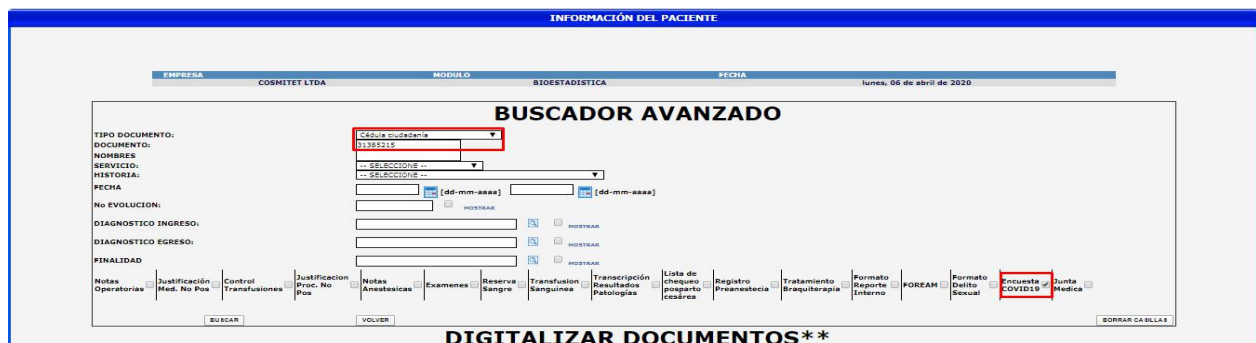 INFORMACIÓN DEL PACIENTE
EMPRESA MODULO FECHA
COSMITET LTDA BIOESTADISTICA lunes, 06 de abril de 2020
BUSCADOR AVANZADO
TIPO DOCUMENTO: Cédula ciudadanía
DOCUMENTO: 31385215
NOMBRES
SERVICIO: -- SELECCIONE --
HISTORIA: -- SELECCIONE --
FECHA [dd-mm-aaaa] [dd-mm-aaaa]
No EVOLUCION: MOSTRAR
DIAGNOSTICO INGRESO: MOSTRAR
DIAGNOSTICO EGRESO: MOSTRAR
FINALIDAD MOSTRAR
Notas Operatorias
Justificación Med. No Pos
Control Transfusiones
Justificacion Proc. No Pos
Notas Anestesicas
Examenes
Reserva Sangre
Transfusion Sanguinea
Transcripción Resultados Patologías
Lista de chequeo posparto cesárea
Registro Preanestecia
Tratamiento Braquiterapia
Formato Reporte Interno
FOREAM
Formato Delito Sexual
Encuesta COVID19
Junta Medica
BUSCAR VOLVER BORRAR CASILLAS
DIGITALIZAR DOCUMENTOS**